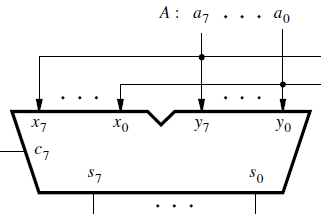 A : a₇ . . . a₀
. . . . . .
x₇ x₀ y₇ y₀
c₇
s₇ s₀
. . .